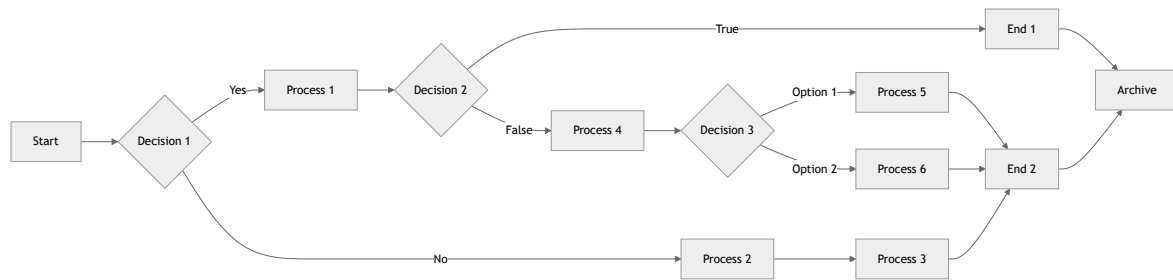 Start
Decision 1
Yes
Process 1
Decision 2
True
End 1
Archive
False
Process 4
Decision 3
Option 1
Process 5
Option 2
Process 6
End 2
No
Process 2
Process 3